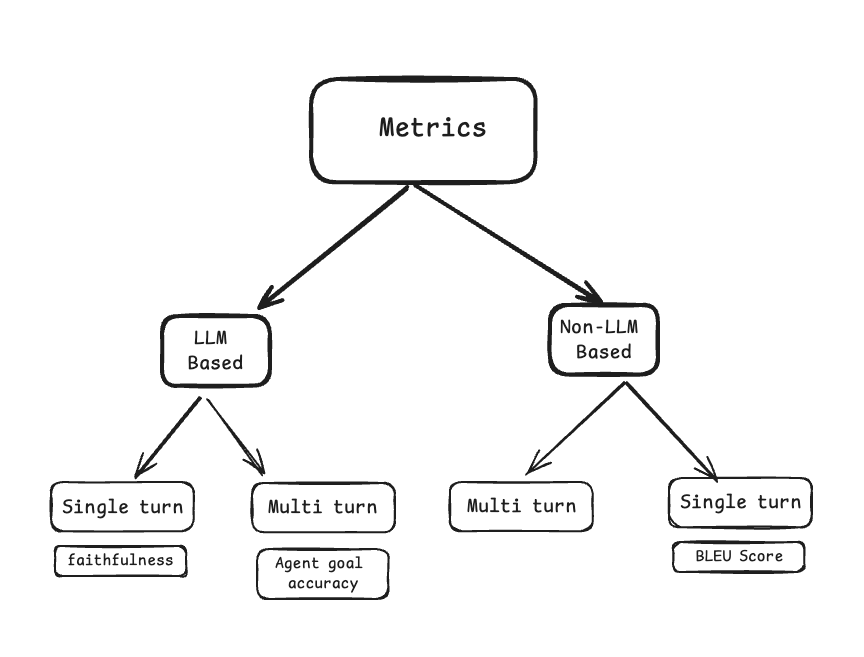 Metrics
LLM
Based
Non-LLM
Based
Single turn
Multi turn
Multi turn
Single turn
faithfulness
Agent goal
accuracy
BLEU Score